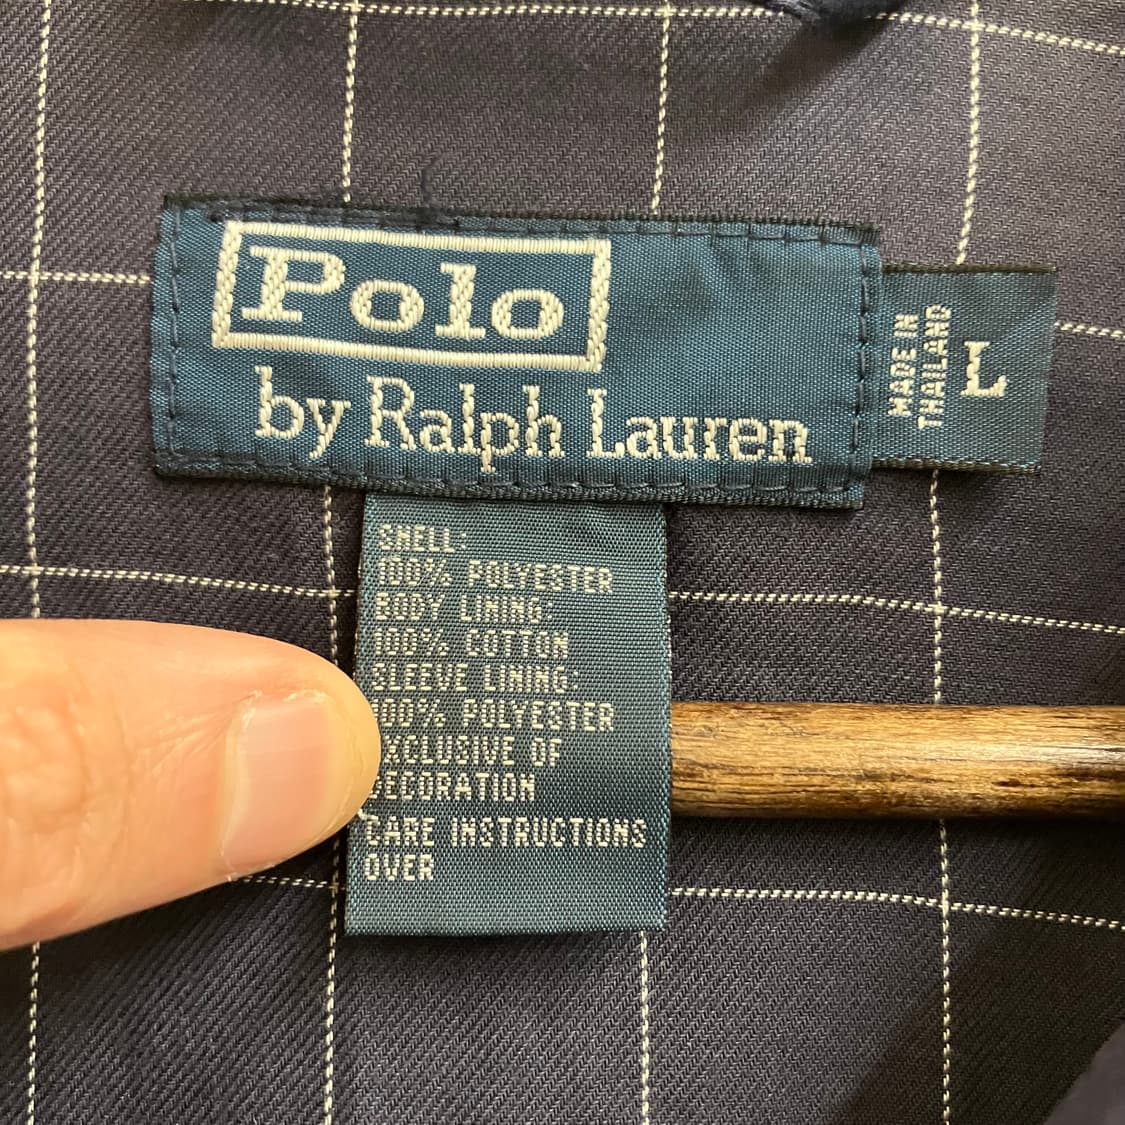 Polo
by Ralph Lauren
MADE IN
THAILAND
L
SHELL:
100% POLYESTER
BODY LINING:
100% COTTON
SLEEVE LINING:
100% POLYESTER
EXCLUSIVE OF
DECORATION
CARE INSTRUCTIONS
OVER